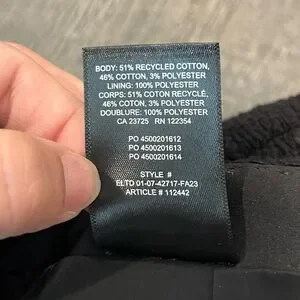 BODY: 51% RECYCLED COTTON,
46% COTTON, 3% POLYESTER
LINING: 100% POLYESTER
CORPS: 51% COTON RECYCLÉ,
46% COTON, 3% POLYESTER
DOUBLURE: 100% POLYESTER
CA 23725 RN 122354
PO 4500201612
PO 4500201613
PO 4500201614
STYLE #
ELTD 01-07-42717-FA23
ARTICLE # 112442